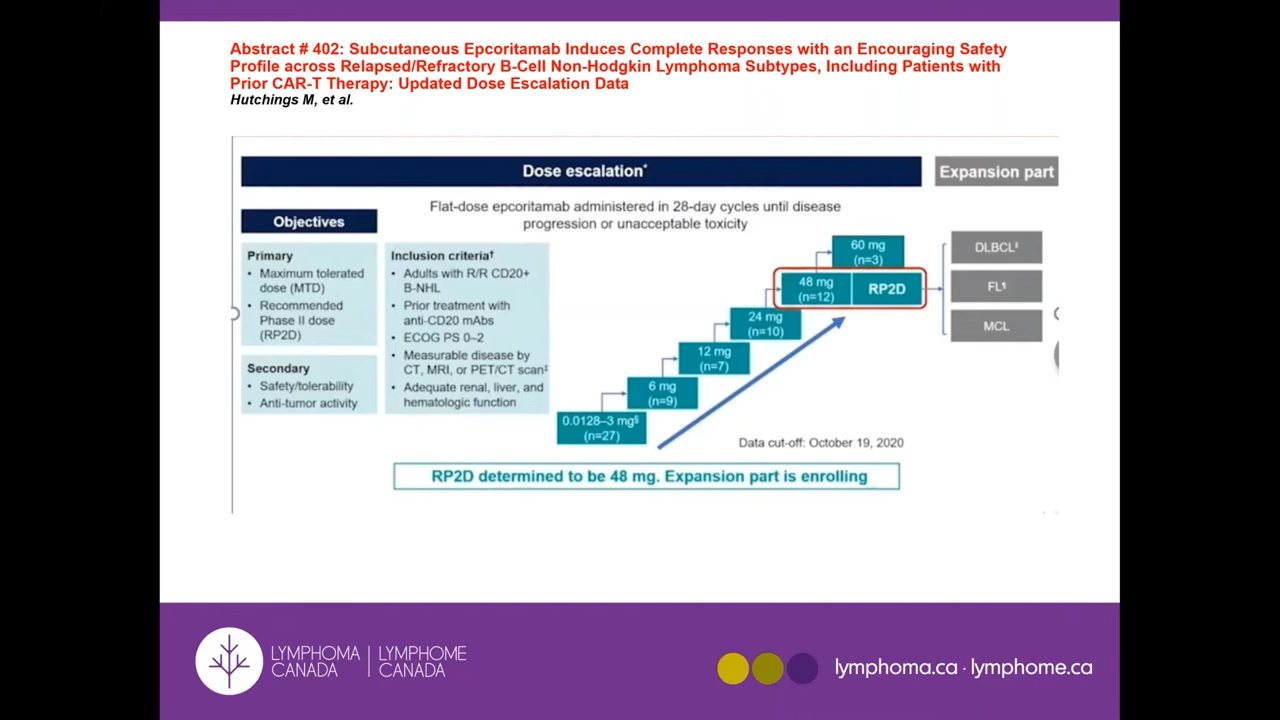 Abstract # 402: Subcutaneous Epcoritamab Induces Complete Responses with an Encouraging Safety
Profile across Relapsed/Refractory B-Cell Non-Hodgkin Lymphoma Subtypes, Including Patients with
Prior CAR-T Therapy: Updated Dose Escalation Data
Hutchings M, et al.
Dose escalation*
Expansion part
Flat-dose epcoritamab administered in 28-day cycles until disease
progression or unacceptable toxicity
Objectives
Primary
• Maximum tolerated
dose (MTD)
• Recommended
Phase II dose
(RP2D)
Secondary
• Safety/tolerability
• Anti-tumor activity
Inclusion criteria†
• Adults with R/R CD20+
B-NHL
• Prior treatment with
anti-CD20 mAbs
• ECOG PS 0–2
• Measurable disease by
CT, MRI, or PET/CT scan‡
• Adequate renal, liver, and
hematologic function
0.0128–3 mg§
(n=27)
6 mg
(n=9)
12 mg
(n=7)
24 mg
(n=10)
48 mg
(n=12)
RP2D
60 mg
(n=3)
DLBCL‖
FL¶
MCL
Data cut-off: October 19, 2020
RP2D determined to be 48 mg. Expansion part is enrolling
LYMPHOMA
CANADA
LYMPHOME
CANADA
lymphoma.ca · lymphome.ca